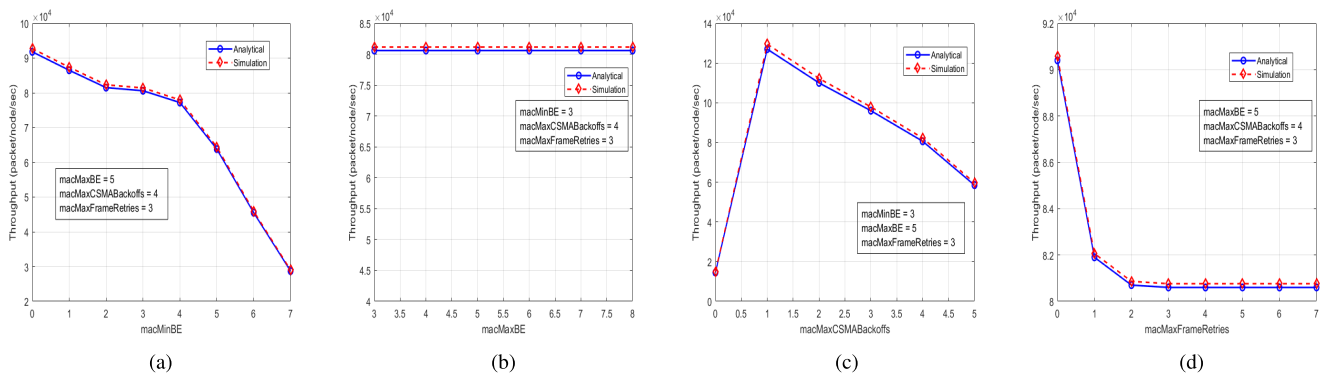 ×10⁴
10
9
8
7
6
5
4
3
2
Throughput (packet/node/sec)
Analytical
Simulation
macMaxBE = 5
macMaxCSMABackoffs = 4
macMaxFrameRetries = 3
0 1 2 3 4 5 6 7
macMinBE
(a)
×10⁴
8.5
8
7.5
7
6.5
6
5.5
5
4.5
4
Throughput (packet/node/sec)
Analytical
Simulation
macMinBE = 3
macMaxCSMABackoffs = 4
macMaxFrameRetries = 3
3 3.5 4 4.5 5 5.5 6 6.5 7 7.5 8
macMaxBE
(b)
×10⁴
14
12
10
8
6
4
2
0
Throughput (packet/node/sec)
Analytical
Simulation
macMinBE = 3
macMaxBE = 5
macMaxFrameRetries = 3
0 0.5 1 1.5 2 2.5 3 3.5 4 4.5 5
macMaxCSMABackoffs
(c)
×10⁴
9.2
9
8.8
8.6
8.4
8.2
8
Throughput (packet/node/sec)
Analytical
Simulation
macMaxBE = 5
macMaxCSMABackoffs = 4
macMaxFrameRetries = 3
0 1 2 3 4 5 6 7
macMaxFrameRetries
(d)